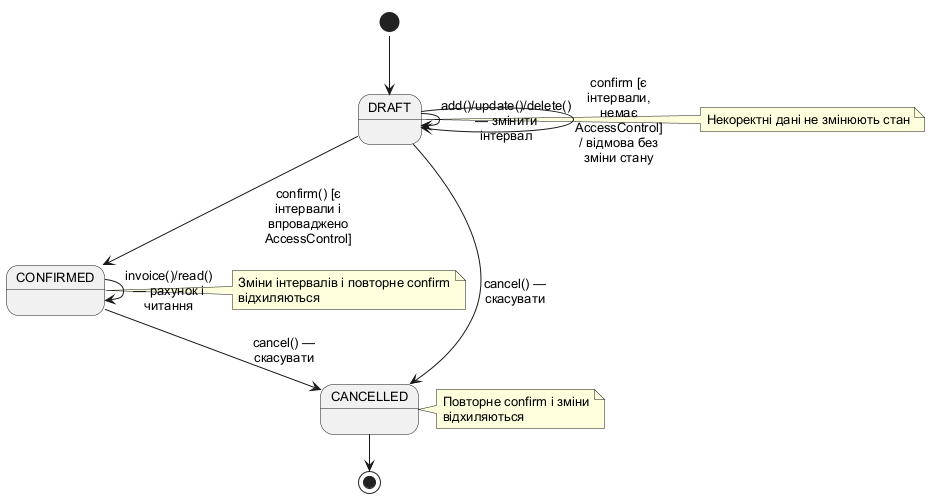 DRAFT
add()/update()/delete()
— змінити
інтервал
confirm [є
інтервали,
немає
AccessControl]
/ відмова без
зміни стану
Некоректні дані не змінюють стан
confirm() [є
інтервали і
впроваджено
AccessControl]
CONFIRMED
invoice()/read()
— рахунок і
читання
Зміни інтервалів і повторне confirm
відхиляються
cancel() —
скасувати
cancel() —
скасувати
CANCELLED
Повторне confirm і зміни
відхиляються